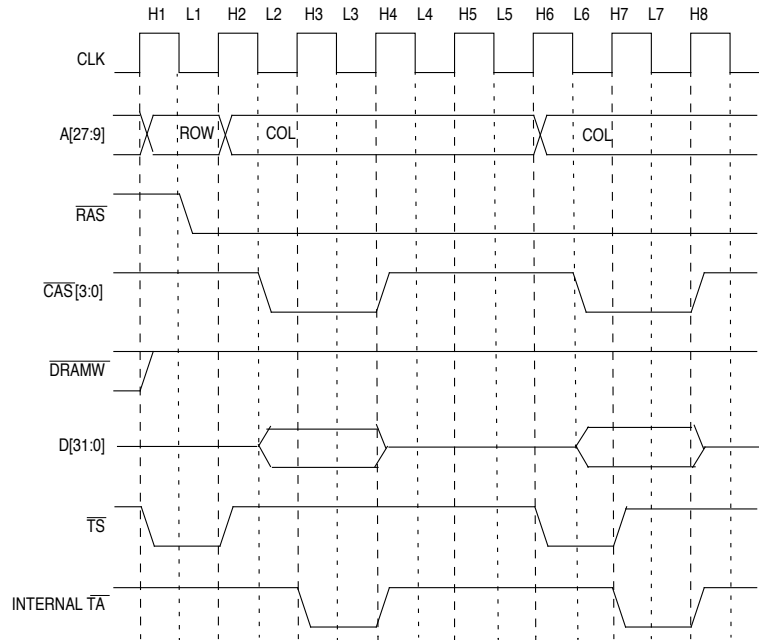 H1 L1 H2 L2 H3 L3 H4 L4 H5 L5 H6 L6 H7 L7 H8
CLK
A[27:9] ROW COL COL
RAS
CAS[3:0]
DRAMW
D[31:0]
TS
INTERNAL TA